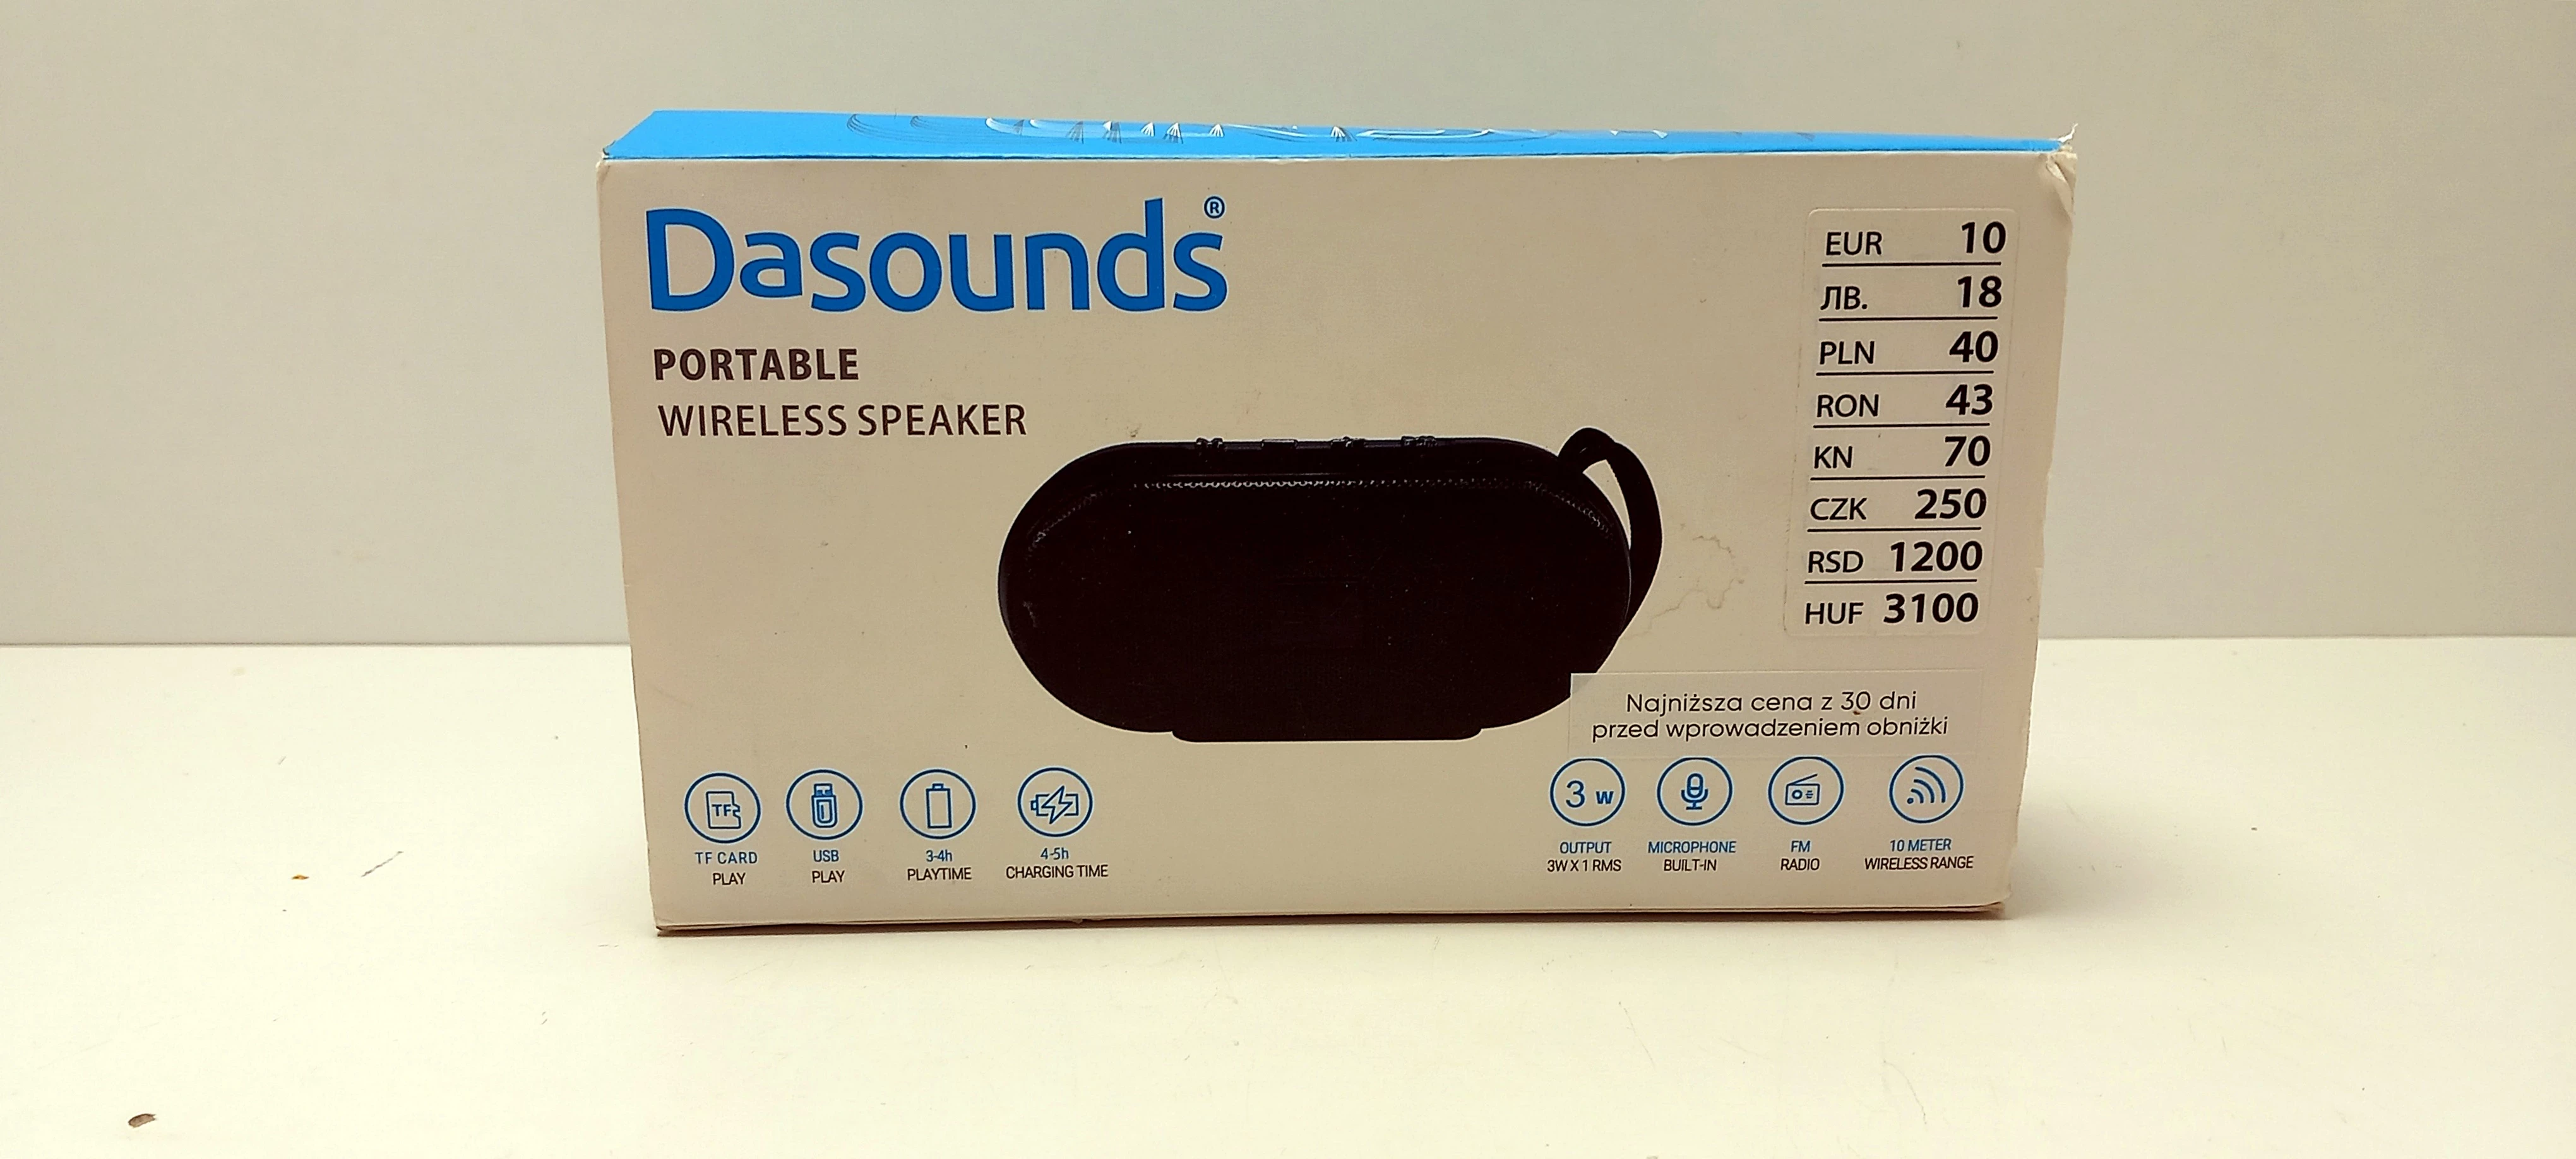 Dasounds®
PORTABLE
WIRELESS SPEAKER
EUR 10
ЛВ. 18
PLN 40
RON 43
KN 70
CZK 250
RSD 1200
HUF 3100
Najniższa cena z 30 dni
przed wprowadzeniem obniżki
TF
TF CARD
PLAY
USB
PLAY
3-4h
PLAYTIME
4-5h
CHARGING TIME
3 W
OUTPUT
3W X 1 RMS
MICROPHONE
BUILT-IN
FM
RADIO
10 METER
WIRELESS RANGE